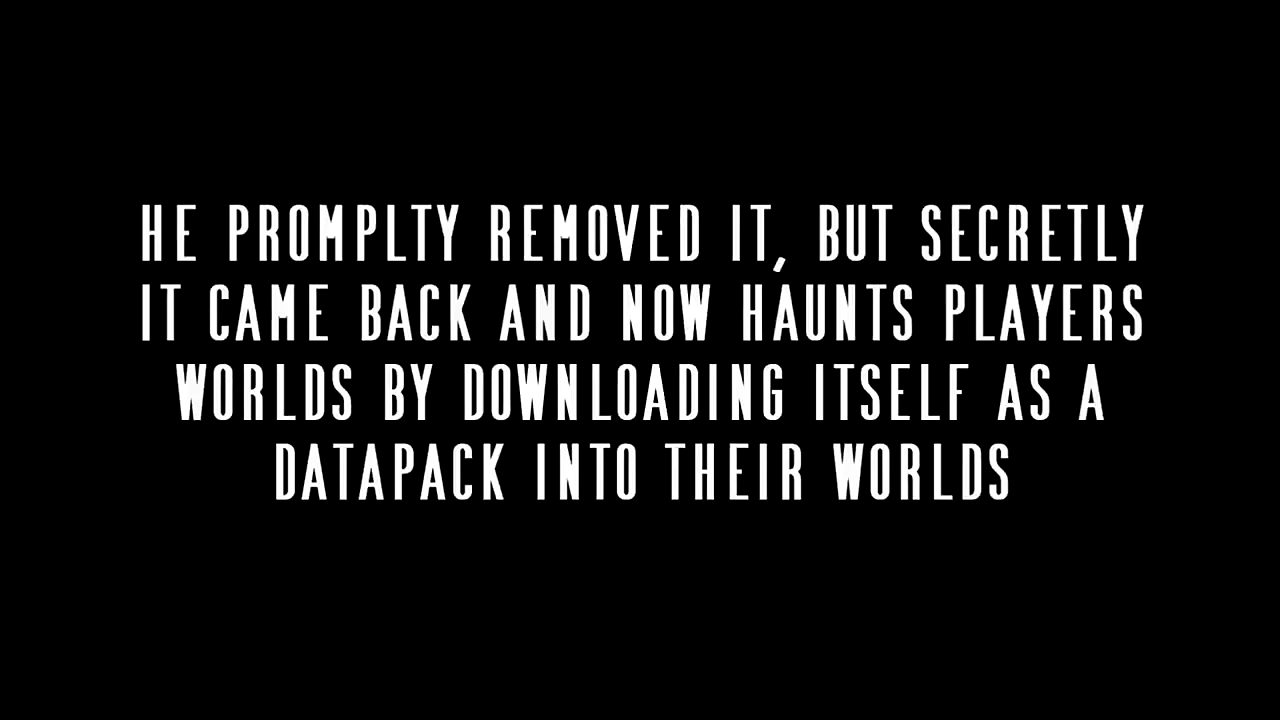 HE PROMPLTY REMOVED IT, BUT SECRETLY
IT CAME BACK AND NOW HAUNTS PLAYERS
WORLDS BY DOWNLOADING ITSELF AS A
DATAPACK INTO THEIR WORLDS